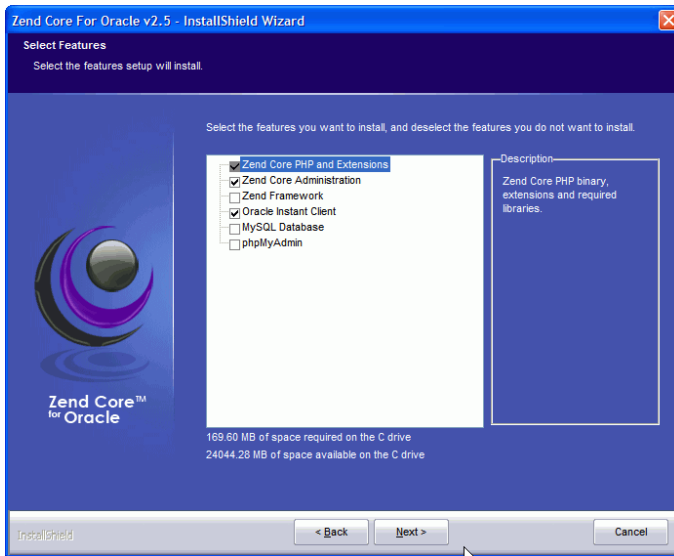 Zend Core For Oracle v2.5 - InstallShield Wizard
Select Features
Select the features setup will install.
Select the features you want to install, and deselect the features you do not want to install.
Zend Core PHP and Extensions
Zend Core Administration
Zend Framework
Oracle Instant Client
MySQL Database
phpMyAdmin
Description
Zend Core PHP binary,
extensions and required
libraries.
Zend Core™
for Oracle
169.60 MB of space required on the C drive
24044.28 MB of space available on the C drive
InstallShield
< Back
Next >
Cancel